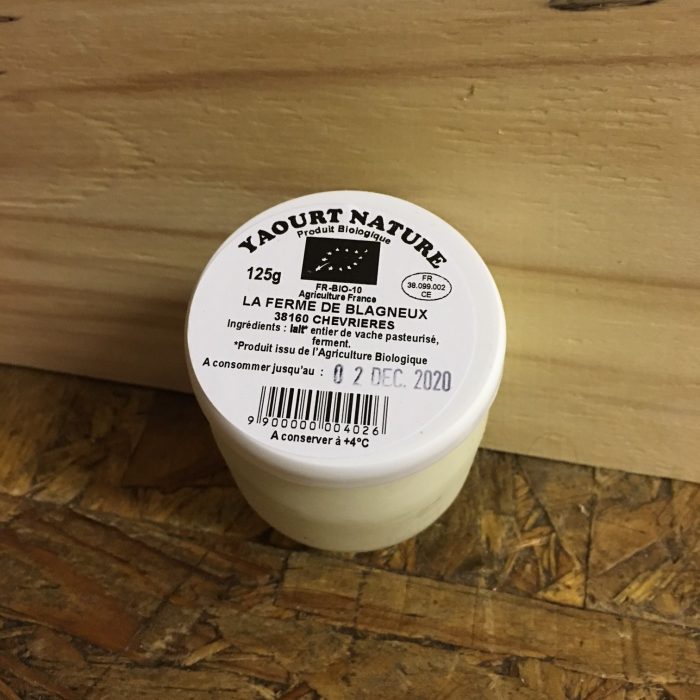 YAOURT NATURE
Produit Biologique
125g
FR-BIO-10
Agriculture France
FR
38.099.002
CE
LA FERME DE BLAGNEUX
38160 CHEVRIERES
Ingrédients : lait* entier de vache pasteurisé,
ferment.
*Produit issu de l'Agriculture Biologique
A consommer jusqu'au : 02 DEC. 2020
9 900000 004026
A conserver à +4°C